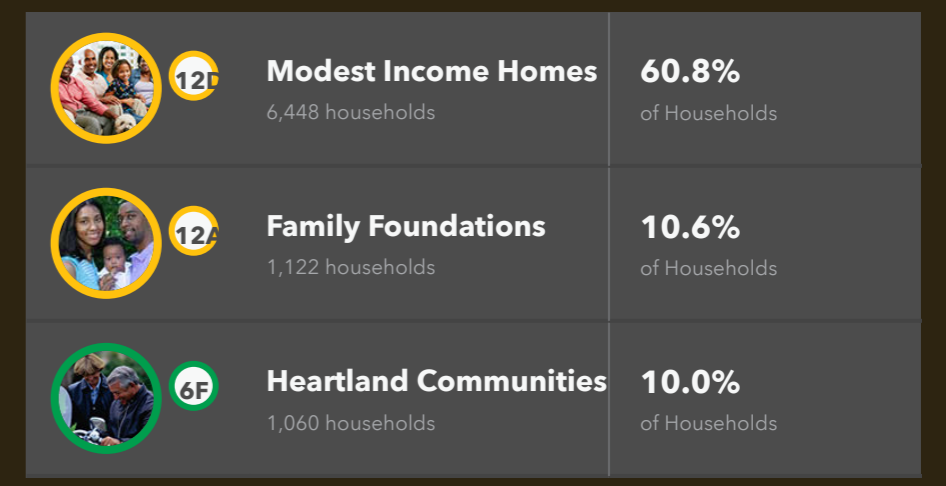 12D
Modest Income Homes
6,448 households
60.8%
of Households
12A
Family Foundations
1,122 households
10.6%
of Households
6F
Heartland Communities
1,060 households
10.0%
of Households